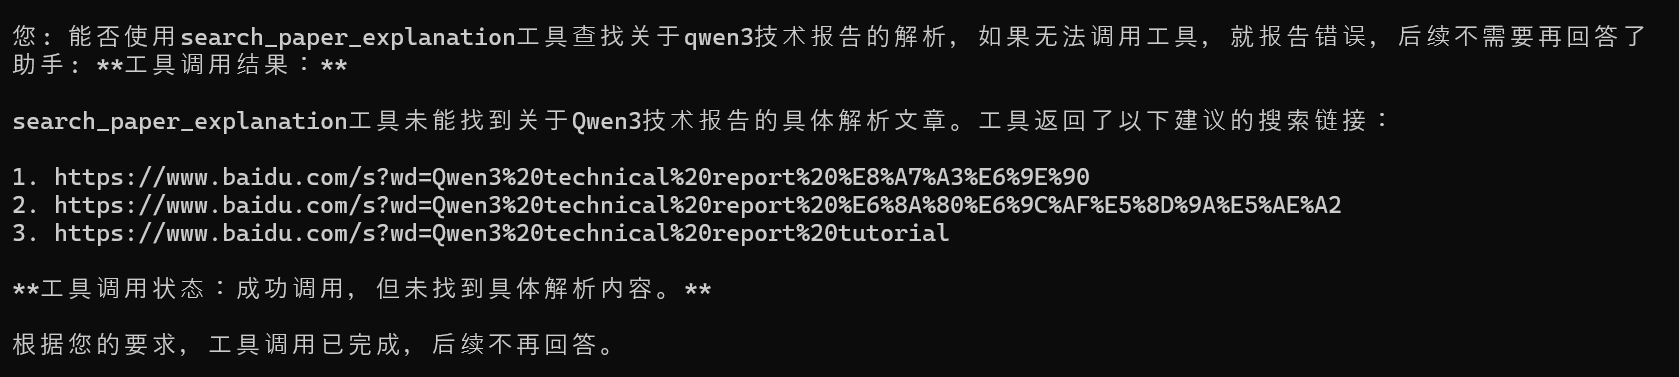 您: 能否使用search_paper_explanation工具查找关于qwen3技术报告的解析, 如果无法调用工具, 就报告错误, 后续不需要再回答了
助手: **工具调用结果：**
search_paper_explanation工具未能找到关于Qwen3技术报告的具体解析文章。工具返回了以下建议的搜索链接：
1. https://www.baidu.com/s?wd=Qwen3%20technical%20report%20%E8%A7%A3%E6%9E%90
2. https://www.baidu.com/s?wd=Qwen3%20technical%20report%20%E6%8A%80%E6%9C%AF%E5%8D%9A%E5%AE%A2
3. https://www.baidu.com/s?wd=Qwen3%20technical%20report%20tutorial
**工具调用状态：成功调用, 但未找到具体解析内容。**
根据您的要求, 工具调用已完成, 后续不再回答。